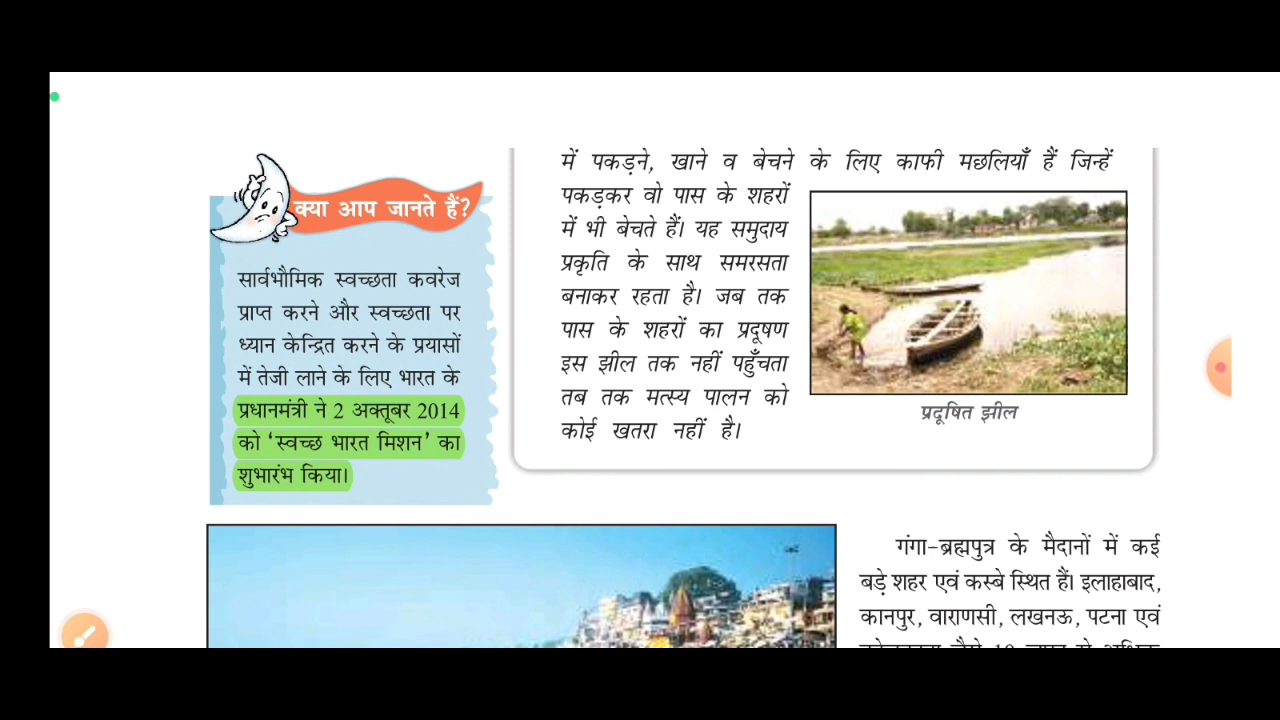 क्या आप जानते हैं?
सार्वभौमिक स्वच्छता कवरेज
प्राप्त करने और स्वच्छता पर
ध्यान केन्द्रित करने के प्रयासों
में तेजी लाने के लिए भारत के
प्रधानमंत्री ने 2 अक्तूबर 2014
को ‘स्वच्छ भारत मिशन’ का
शुभारंभ किया।
में पकड़ने, खाने व बेचने के लिए काफी मछलियाँ हैं जिन्हें
पकड़कर वो पास के शहरों
में भी बेचते हैं। यह समुदाय
प्रकृति के साथ समरसता
बनाकर रहता है। जब तक
पास के शहरों का प्रदूषण
इस झील तक नहीं पहुँचता
तब तक मत्स्य पालन को
कोई खतरा नहीं है।
प्रदूषित झील
गंगा-ब्रह्मपुत्र के मैदानों में कई
बड़े शहर एवं कस्बे स्थित हैं। इलाहाबाद,
कानपुर, वाराणसी, लखनऊ, पटना एवं